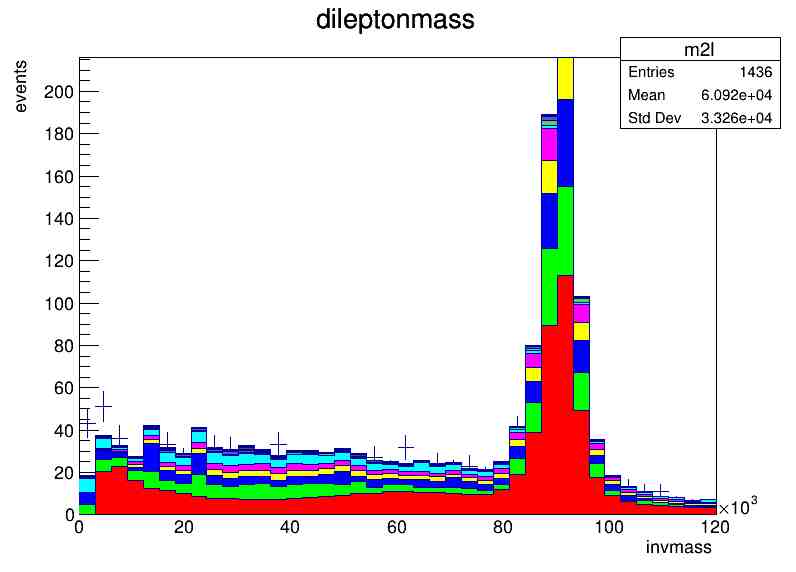 dileptonmass
m2l
Entries 1436
Mean 6.092e+04
Std Dev 3.326e+04
events
200
180
160
140
120
100
80
60
40
20
0
0 20 40 60 80 100 120
×10³
invmass